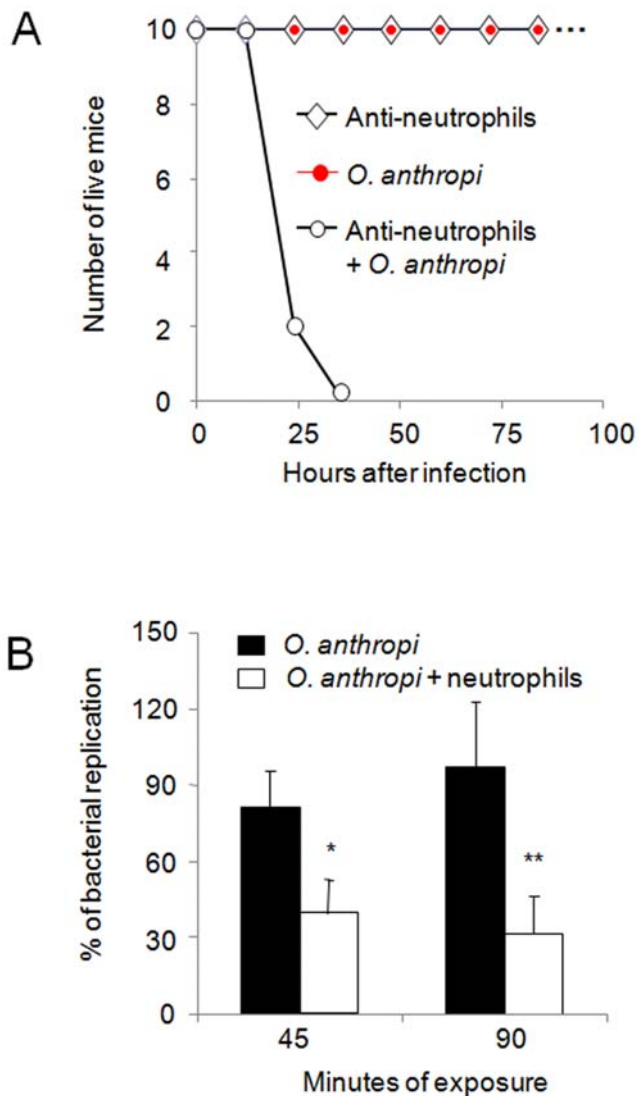 A
10
8
6
4
2
0
Number of live mice
Anti-neutrophils
O. anthropi
Anti-neutrophils
+ O. anthropi
0 25 50 75 100
Hours after infection
B
150
120
90
60
30
0
% of bacterial replication
O. anthropi
O. anthropi + neutrophils
*
**
45 90
Minutes of exposure